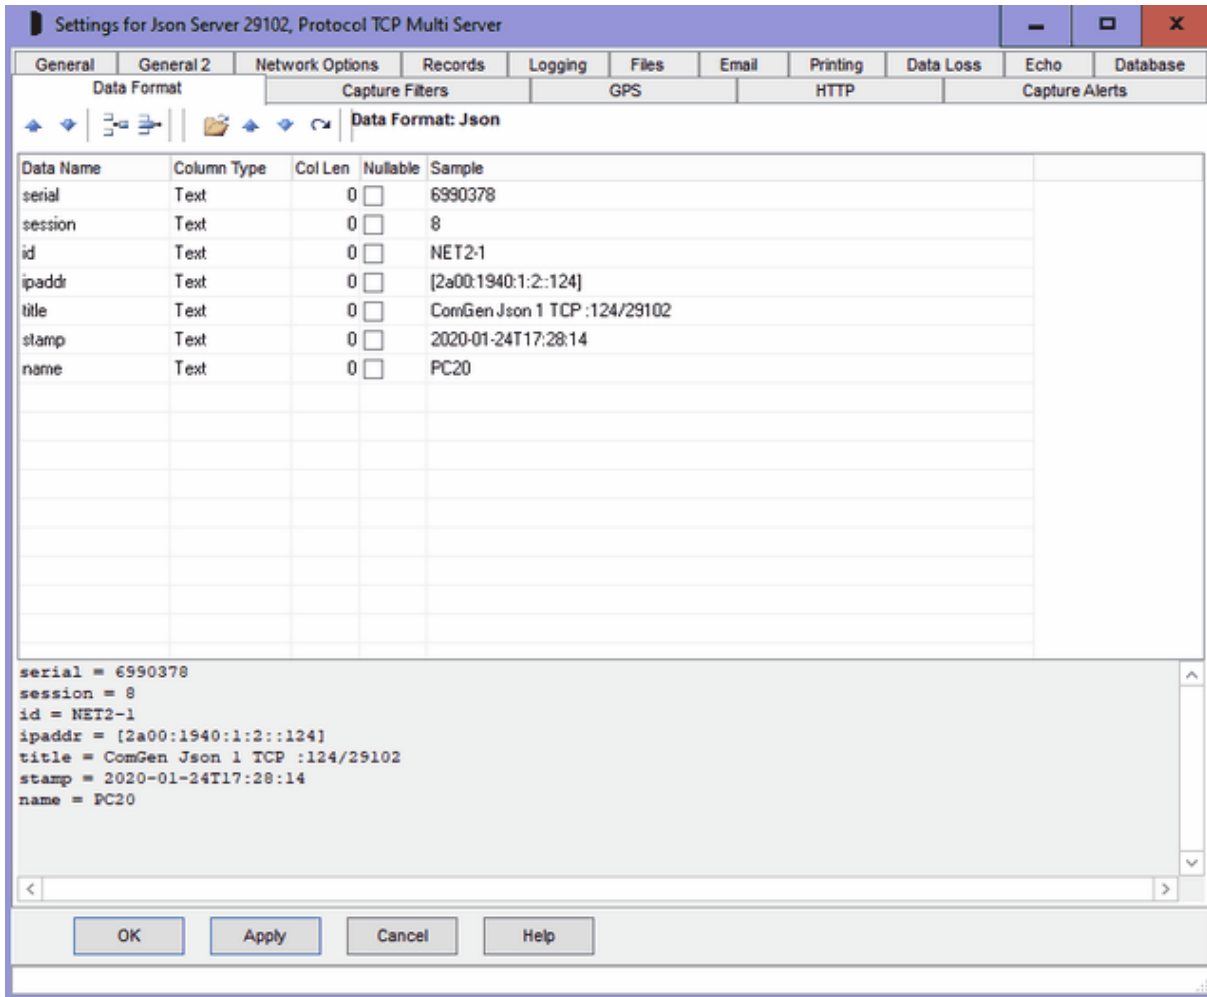 Settings for Json Server 29102, Protocol TCP Multi Server
General General 2 Network Options Records Logging Files Email Printing Data Loss Echo Database
Data Format Capture Filters GPS HTTP Capture Alerts
Data Format: Json
Data Name Column Type Col Len Nullable Sample
serial Text 0 6990378
session Text 0 8
id Text 0 NET2-1
ipaddr Text 0 [2a00:1940:1:2::124]
title Text 0 ComGen Json 1 TCP :124/29102
stamp Text 0 2020-01-24T17:28:14
name Text 0 PC20
serial = 6990378
session = 8
id = NET2-1
ipaddr = [2a00:1940:1:2::124]
title = ComGen Json 1 TCP :124/29102
stamp = 2020-01-24T17:28:14
name = PC20
OK Apply Cancel Help